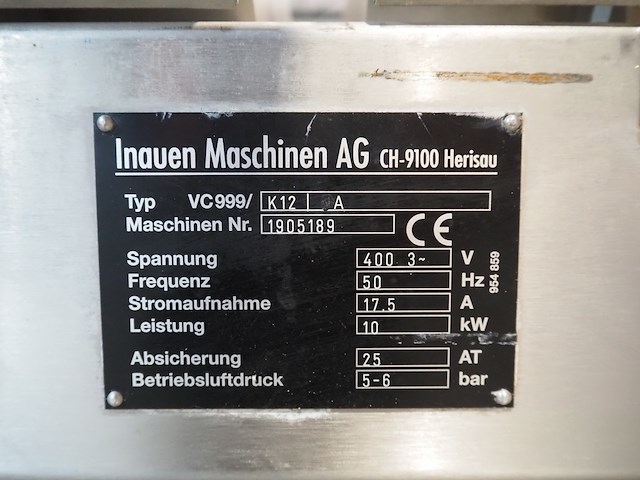 Inauen Maschinen AG CH-9100 Herisau
Typ VC999/ K12 | A
Maschinen Nr. 1905189 CE
Spannung 400 3~ V
Frequenz 50 Hz
Stromaufnahme 17.5 A
Leistung 10 kW
Absicherung 25 AT
Betriebsluftdruck 5-6 bar
954 859